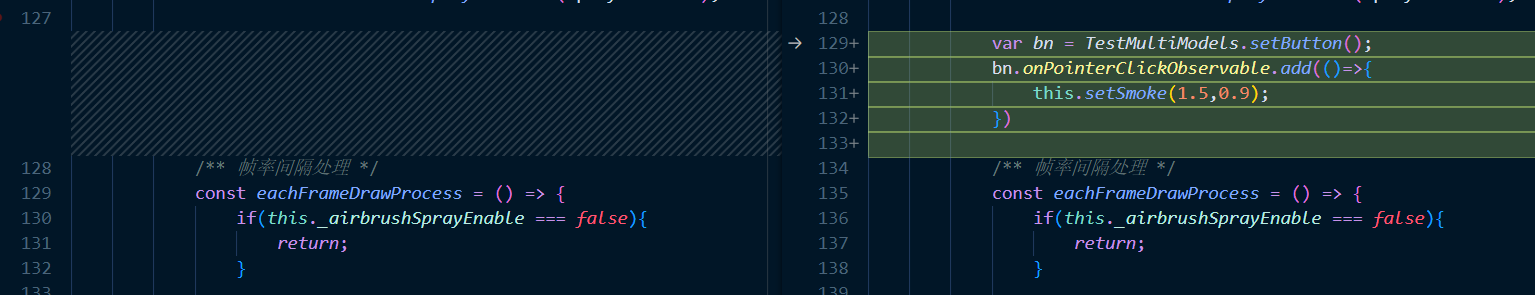 127
128
/** 帧率间隔处理 */
129
const eachFrameDrawProcess = () => {
130
if(this._airbrushSprayEnable === false){
131
return;
132
}
133
128
→ 129+
var bn = TestMultiModels.setButton();
130+
bn.onPointerClickObservable.add(()=>{
131+
this.setSmoke(1.5,0.9);
132+
})
133+
134
/** 帧率间隔处理 */
135
const eachFrameDrawProcess = () => {
136
if(this._airbrushSprayEnable === false){
137
return;
138
}
139